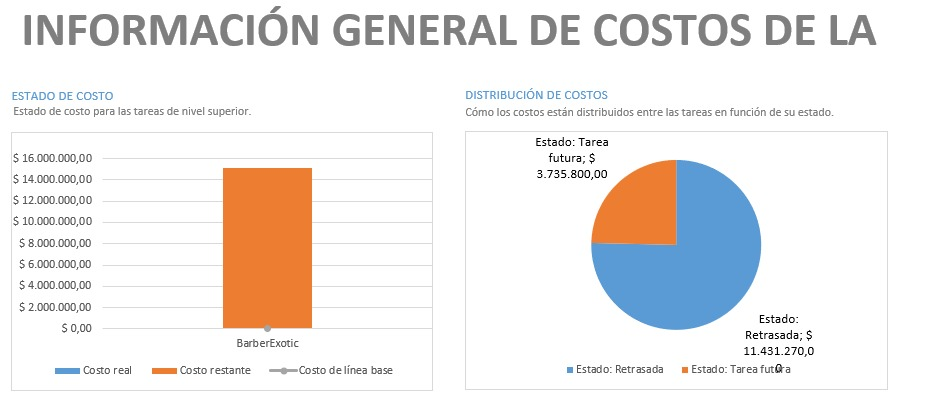 INFORMACIÓN GENERAL DE COSTOS DE LA
ESTADO DE COSTO
Estado de costo para las tareas de nivel superior.
$ 16.000.000,00
$ 14.000.000,00
$ 12.000.000,00
$ 10.000.000,00
$ 8.000.000,00
$ 6.000.000,00
$ 4.000.000,00
$ 2.000.000,00
$ 0,00
BarberExotic
Costo real
Costo restante
Costo de línea base
DISTRIBUCIÓN DE COSTOS
Cómo los costos están distribuidos entre las tareas en función de su estado.
Estado: Tarea
futura; $
3.735.800,00
Estado:
Retrasada; $
11.431.270,0
0
Estado: Retrasada
Estado: Tarea futura